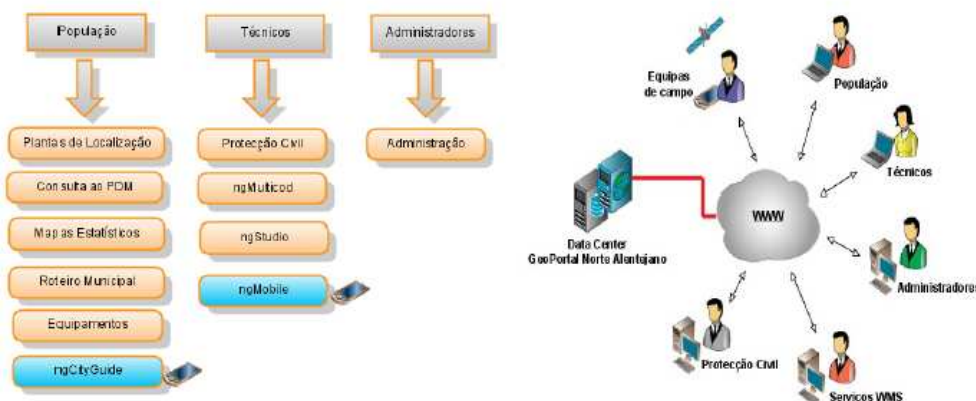 População
Plantas de Localização
Consulta ao PDM
Mapas Estatísticos
Roteiro Municipal
Equipamentos
ngCityGuide
Técnicos
Protecção Civil
ngMulticod
ngStudio
ngMobile
Administradores
Administração
Equipas
de campo
População
Técnicos
WWW
Data Center
GeoPortal Norte Alentejano
Administradores
Protecção Civil
Serviços WMS